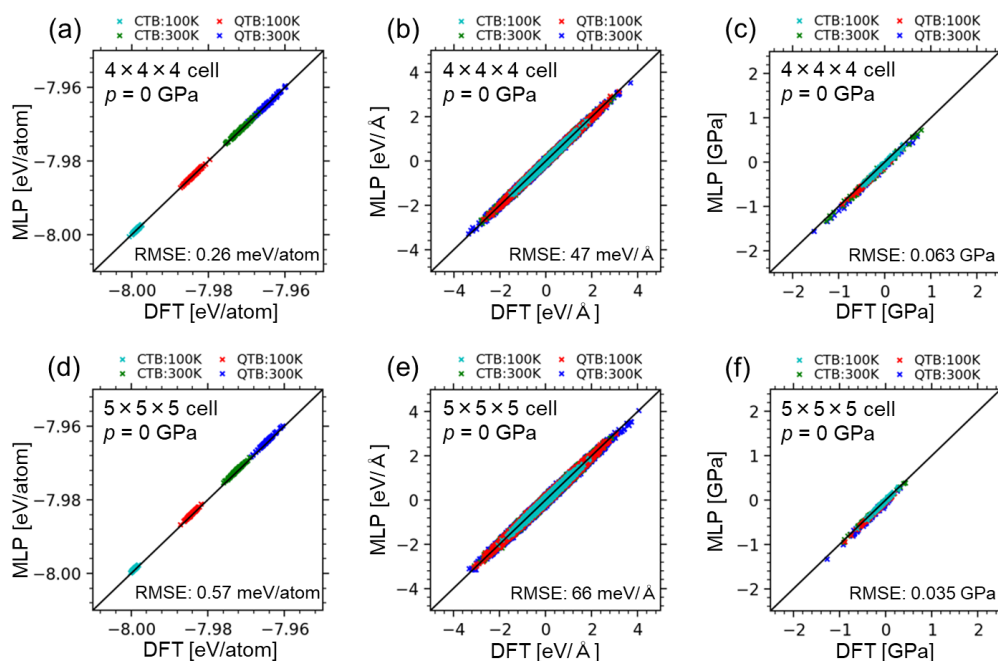 (a)
× CTB:100K × QTB:100K
× CTB:300K × QTB:300K
4 × 4 × 4 cell
p = 0 GPa
MLP [eV/atom]
−7.96
−7.98
−8.00
RMSE: 0.26 meV/atom
−8.00 −7.98 −7.96
DFT [eV/atom]
(b)
× CTB:100K × QTB:100K
× CTB:300K × QTB:300K
4 × 4 × 4 cell
p = 0 GPa
MLP [eV/Å]
4
2
0
−2
−4
RMSE: 47 meV/Å
−4 −2 0 2 4
DFT [eV/Å]
(c)
× CTB:100K × QTB:100K
× CTB:300K × QTB:300K
4 × 4 × 4 cell
p = 0 GPa
MLP [GPa]
2
1
0
−1
−2
RMSE: 0.063 GPa
−2 −1 0 1 2
DFT [GPa]
(d)
× CTB:100K × QTB:100K
× CTB:300K × QTB:300K
5 × 5 × 5 cell
p = 0 GPa
MLP [eV/atom]
−7.96
−7.98
−8.00
RMSE: 0.57 meV/atom
−8.00 −7.98 −7.96
DFT [eV/atom]
(e)
× CTB:100K × QTB:100K
× CTB:300K × QTB:300K
5 × 5 × 5 cell
p = 0 GPa
MLP [eV/Å]
4
2
0
−2
−4
RMSE: 66 meV/Å
−4 −2 0 2 4
DFT [eV/Å]
(f)
× CTB:100K × QTB:100K
× CTB:300K × QTB:300K
5 × 5 × 5 cell
p = 0 GPa
MLP [GPa]
2
1
0
−1
−2
RMSE: 0.035 GPa
−2 −1 0 1 2
DFT [GPa]